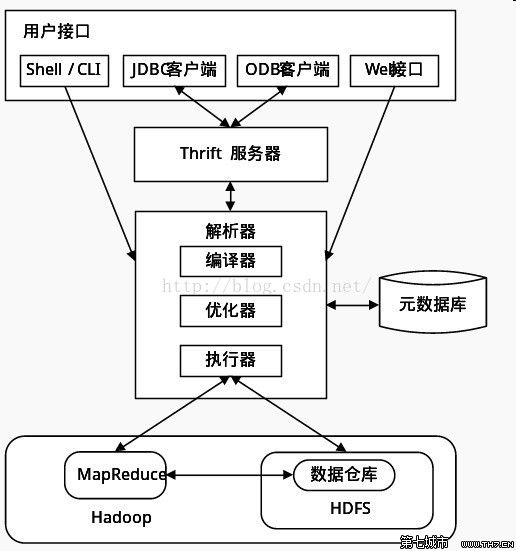 用户接口
Shell /CLI
JDBC客户端
ODBC客户端
Web接口
Thrift 服务器
解析器
编译器
http://blog.csdn.net/
优化器
元数据库
执行器
MapReduce
数据仓库
Hadoop
HDFS
第七城市 WWW.TH7.CN